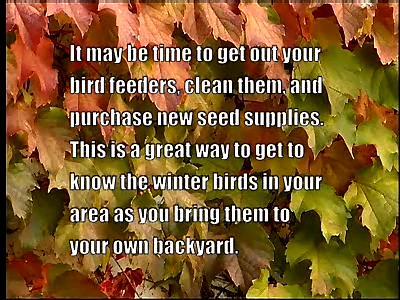 It may be time to get out your
bird feeders, clean them, and
purchase new seed supplies.
This is a great way to get to
know the winter birds in your
area as you bring them to
your own backyard.